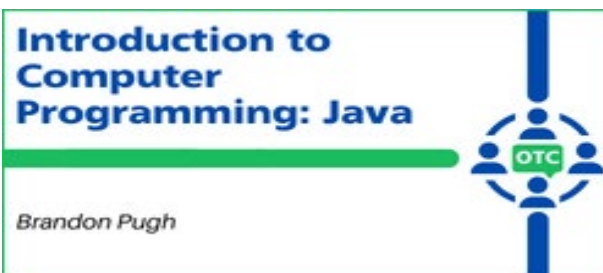 Introduction to
Computer
Programming: Java
OTC
Brandon Pugh